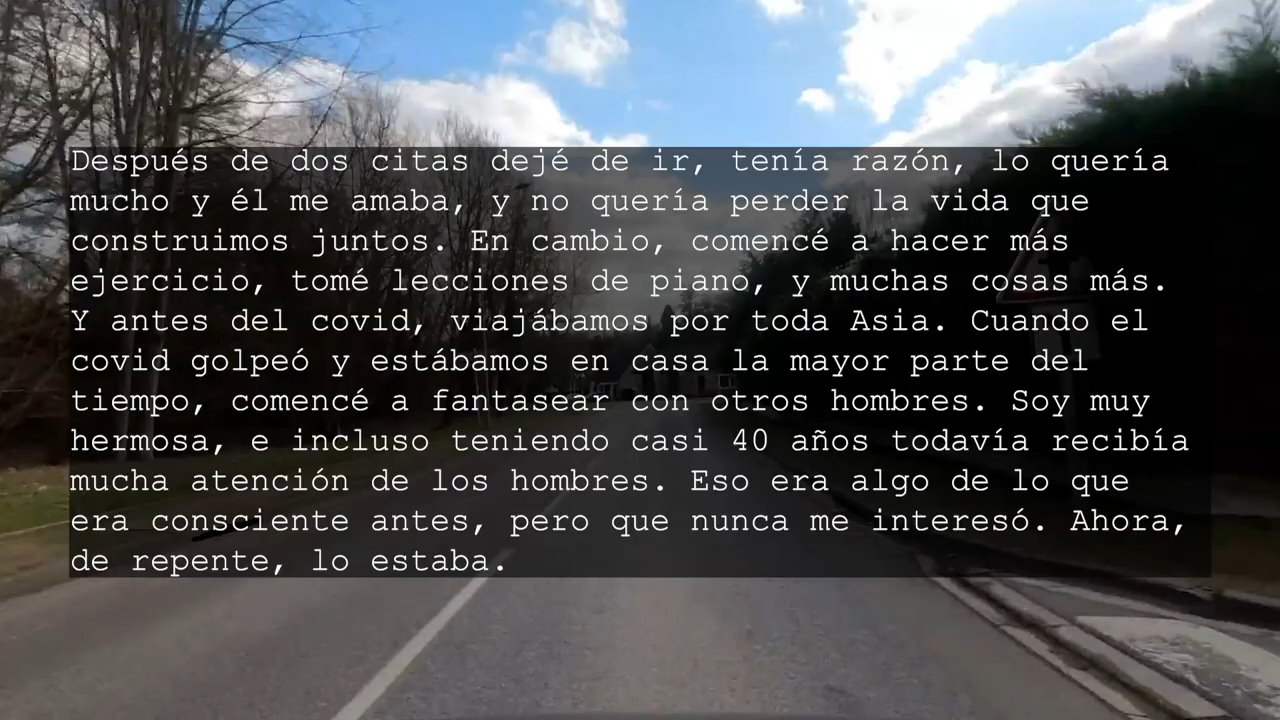 Después de dos citas dejé de ir, tenía razón, lo quería
mucho y él me amaba, y no quería perder la vida que
construimos juntos. En cambio, comencé a hacer más
ejercicio, tomé lecciones de piano, y muchas cosas más.
Y antes del covid, viajábamos por toda Asia. Cuando el
covid golpeó y estábamos en casa la mayor parte del
tiempo, comencé a fantasear con otros hombres. Soy muy
hermosa, e incluso teniendo casi 40 años todavía recibía
mucha atención de los hombres. Eso era algo de lo que
era consciente antes, pero que nunca me interesó. Ahora,
de repente, lo estaba.